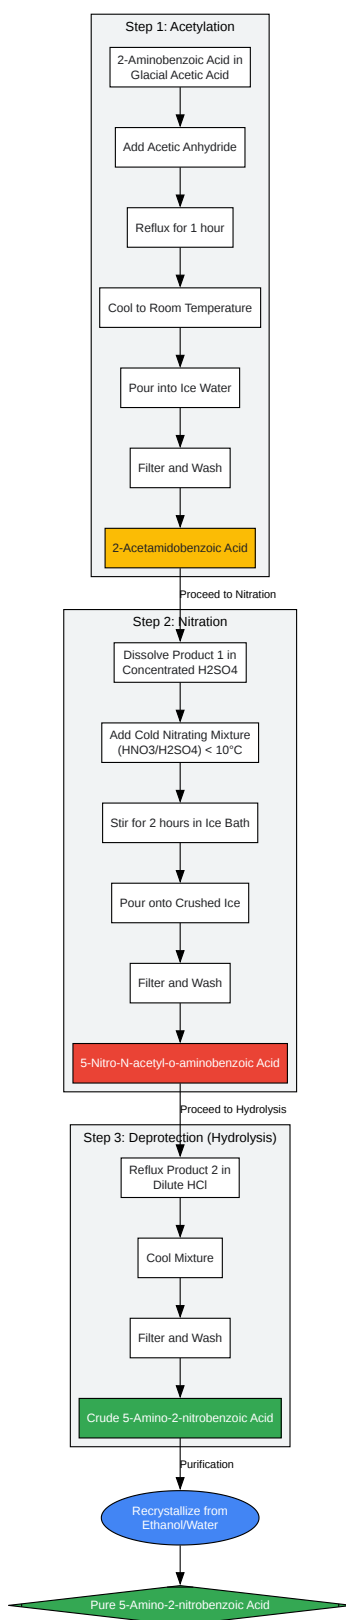 Step 1: Acetylation
2-Aminobenzoic Acid in
Glacial Acetic Acid
Add Acetic Anhydride
Reflux for 1 hour
Cool to Room Temperature
Pour into Ice Water
Filter and Wash
2-Acetamidobenzoic Acid
Proceed to Nitration
Step 2: Nitration
Dissolve Product 1 in
Concentrated H2SO4
Add Cold Nitrating Mixture
(HNO3/H2SO4) < 10°C
Stir for 2 hours in Ice Bath
Pour onto Crushed Ice
Filter and Wash
5-Nitro-N-acetyl-o-aminobenzoic Acid
Proceed to Hydrolysis
Step 3: Deprotection (Hydrolysis)
Reflux Product 2 in
Dilute HCl
Cool Mixture
Filter and Wash
Crude 5-Amino-2-nitrobenzoic Acid
Purification
Recrystallize from
Ethanol/Water
Pure 5-Amino-2-nitrobenzoic Acid